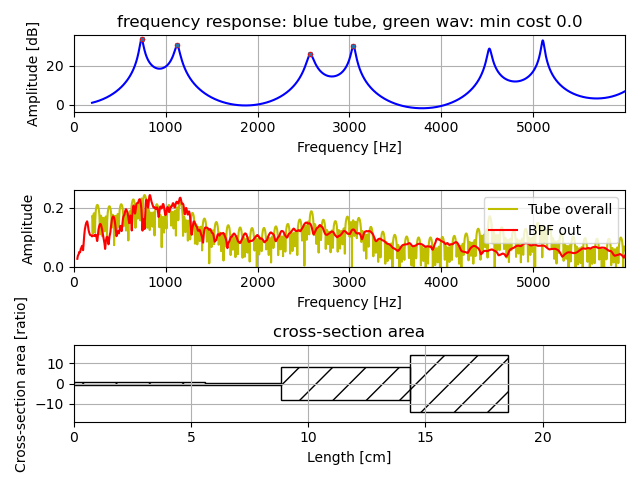 frequency response: blue tube, green wav: min cost 0.0
Amplitude [dB]
20
0
0
1000
2000
3000
4000
5000
Frequency [Hz]
Amplitude
0.2
0.0
Tube overall
BPF out
0
1000
2000
3000
4000
5000
Frequency [Hz]
cross-section area
Cross-section area [ratio]
10
0
−10
0
5
10
15
20
Length [cm]